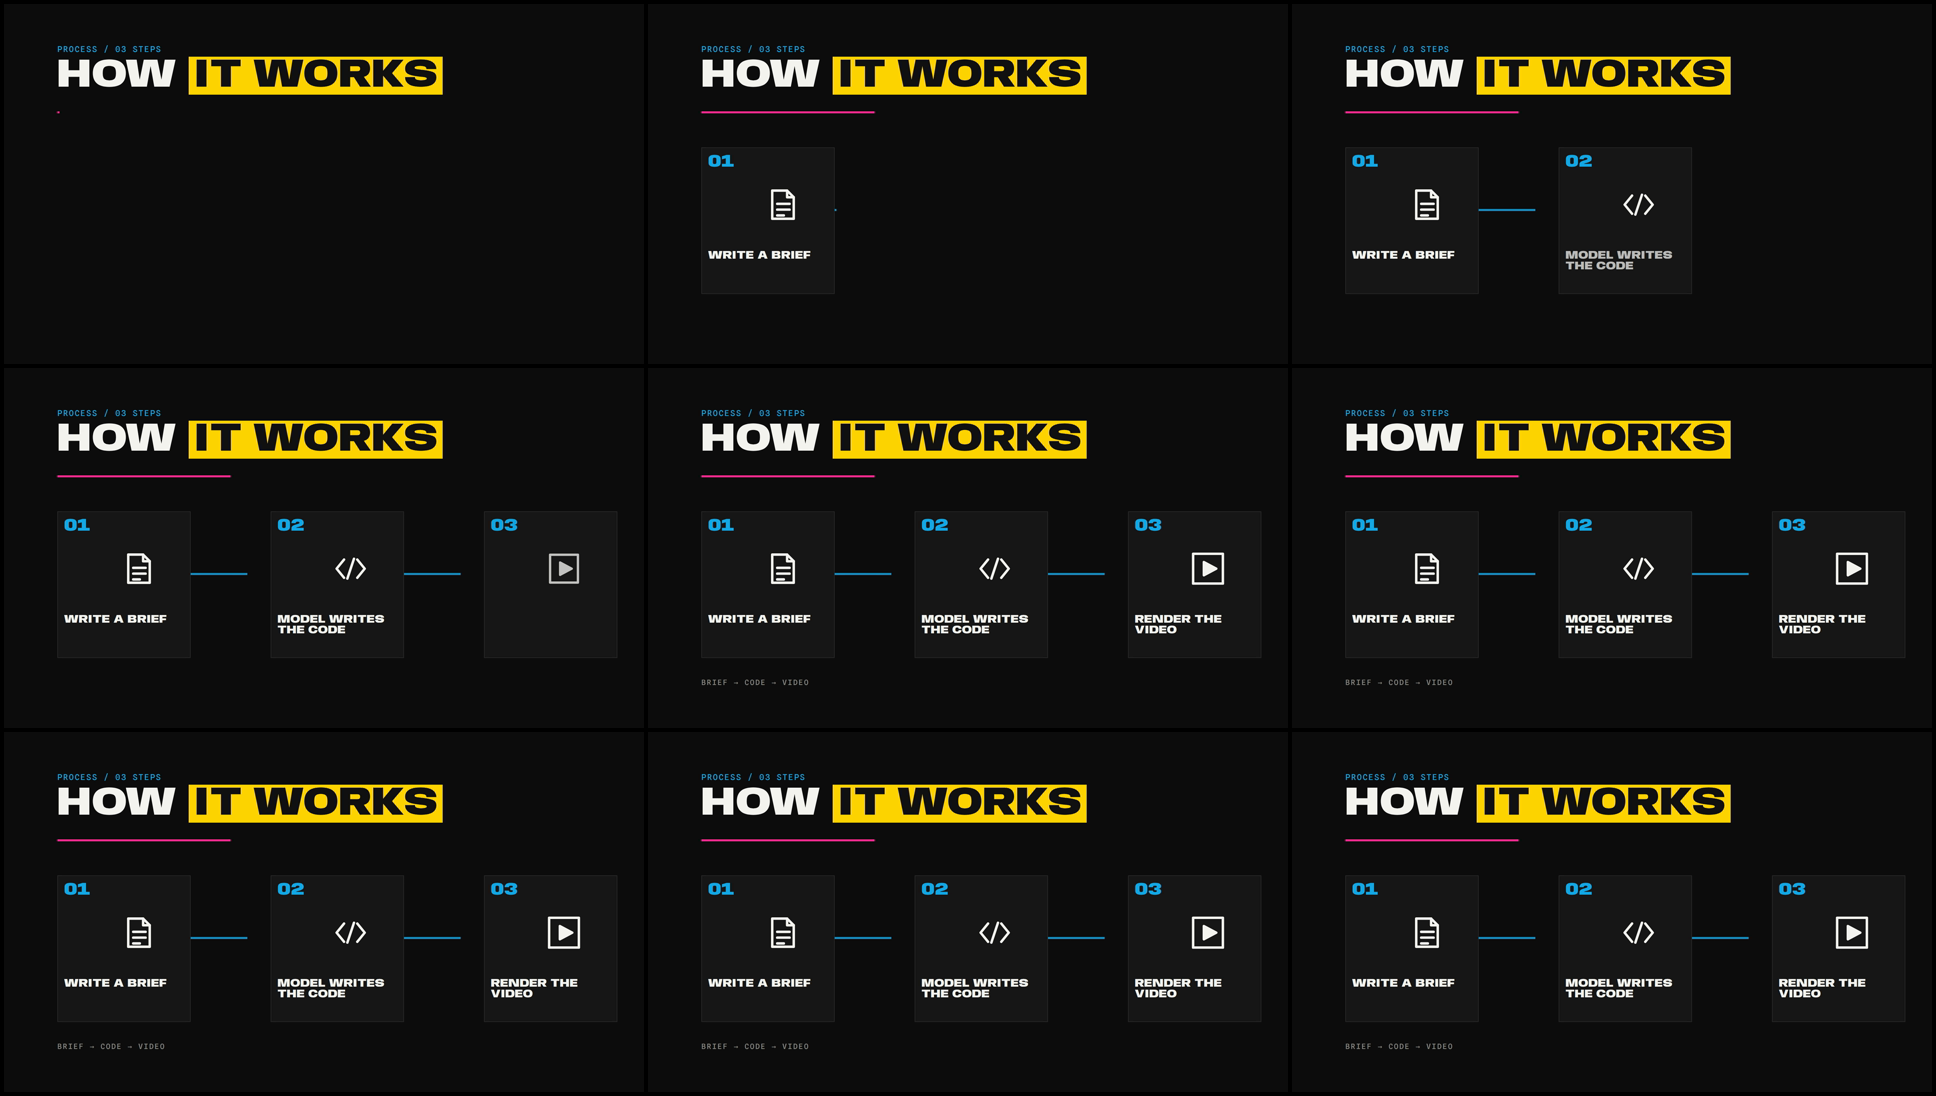 PROCESS / 03 STEPS
HOW IT WORKS
PROCESS / 03 STEPS
HOW IT WORKS
01
WRITE A BRIEF
PROCESS / 03 STEPS
HOW IT WORKS
01
WRITE A BRIEF
02
MODEL WRITES
THE CODE
PROCESS / 03 STEPS
HOW IT WORKS
01
WRITE A BRIEF
02
MODEL WRITES
THE CODE
03
PROCESS / 03 STEPS
HOW IT WORKS
01
WRITE A BRIEF
02
MODEL WRITES
THE CODE
03
RENDER THE
VIDEO
BRIEF → CODE → VIDEO
PROCESS / 03 STEPS
HOW IT WORKS
01
WRITE A BRIEF
02
MODEL WRITES
THE CODE
03
RENDER THE
VIDEO
BRIEF → CODE → VIDEO
PROCESS / 03 STEPS
HOW IT WORKS
01
WRITE A BRIEF
02
MODEL WRITES
THE CODE
03
RENDER THE
VIDEO
BRIEF → CODE → VIDEO
PROCESS / 03 STEPS
HOW IT WORKS
01
WRITE A BRIEF
02
MODEL WRITES
THE CODE
03
RENDER THE
VIDEO
BRIEF → CODE → VIDEO
PROCESS / 03 STEPS
HOW IT WORKS
01
WRITE A BRIEF
02
MODEL WRITES
THE CODE
03
RENDER THE
VIDEO
BRIEF → CODE → VIDEO